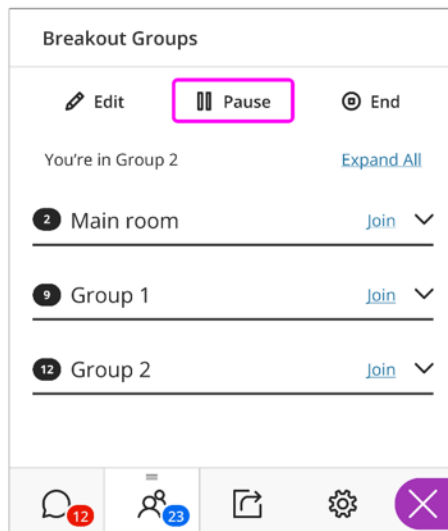 Breakout Groups
Edit Pause End
You're in Group 2 Expand All
2 Main room Join
9 Group 1 Join
12 Group 2 Join
12 23